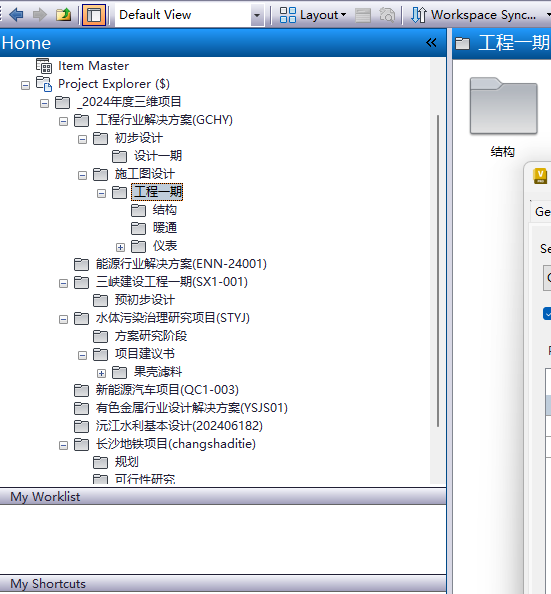 Default View
Layout
Workspace Sync...
Home
工程一期
Item Master
Project Explorer ($)
_2024年度三维项目
工程行业解决方案(GCHY)
初步设计
设计一期
施工图设计
工程一期
结构
暖通
仪表
能源行业解决方案(ENN-24001)
三峡建设工程一期(SX1-001)
预初步设计
水体污染治理研究项目(STYJ)
方案研究阶段
项目建议书
果壳滤料
新能源汽车项目(QC1-003)
有色金属行业设计解决方案(YSJS01)
沅江水利基本设计(202406182)
长沙地铁项目(changshaditie)
规划
可行性研究
My Worklist
My Shortcuts
结构
Ge
Se